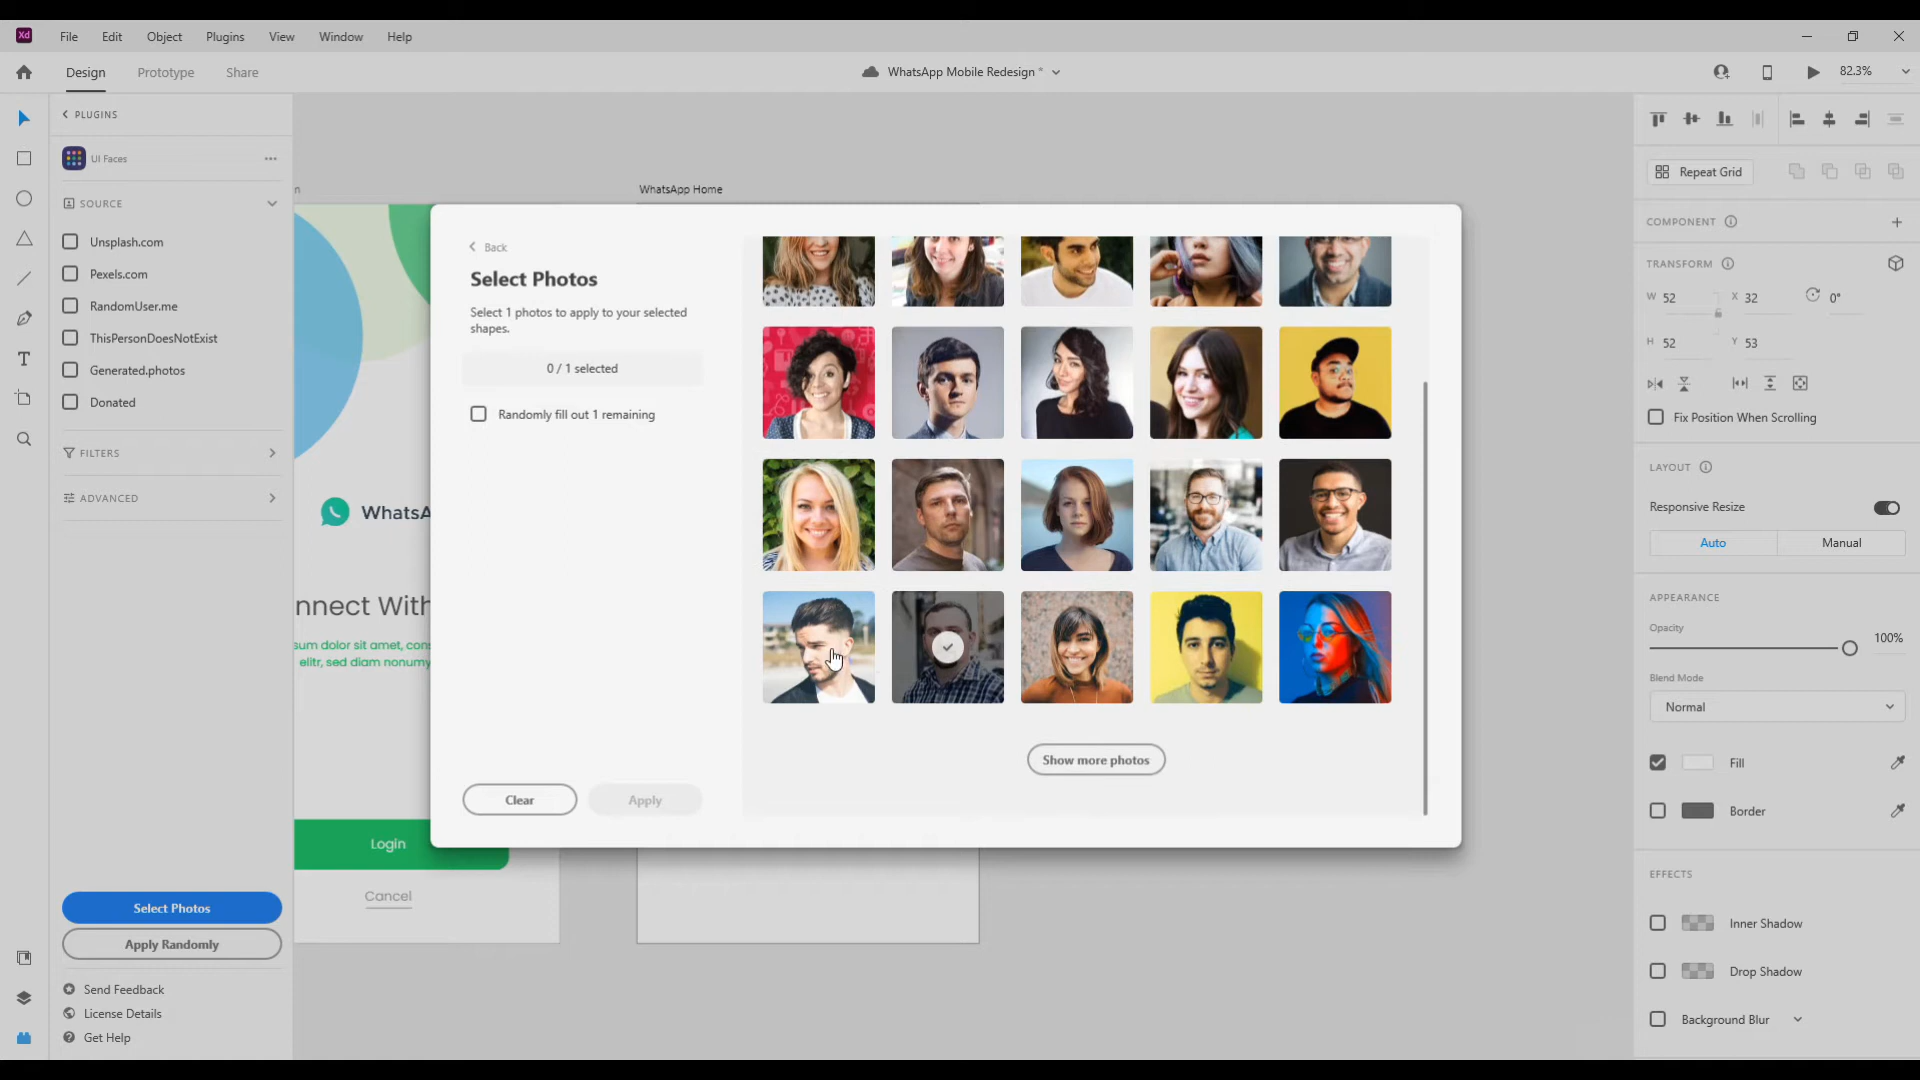 Xd
File
Edit
Object
Plugins
View
Window
Help
Design
Prototype
Share
WhatsApp Mobile Redesign *
82.3%
PLUGINS
UI Faces
SOURCE
Unsplash.com
Pexels.com
RandomUser.me
ThisPersonDoesNotExist
Generated.photos
Donated
FILTERS
ADVANCED
Select Photos
Apply Randomly
Send Feedback
License Details
Get Help
n
WhatsApp Home
WhatsA
nnect With
sum dolor sit amet, cons
elitr, sed diam nonumy
Login
Cancel
Back
Select Photos
Select 1 photos to apply to your selected
shapes.
0 / 1 selected
Randomly fill out 1 remaining
Clear
Apply
Show more photos
Repeat Grid
COMPONENT
TRANSFORM
W 52
X 32
0°
H 52
Y 53
Fix Position When Scrolling
LAYOUT
Responsive Resize
Auto
Manual
APPEARANCE
Opacity
100%
Blend Mode
Normal
Fill
Border
EFFECTS
Inner Shadow
Drop Shadow
Background Blur